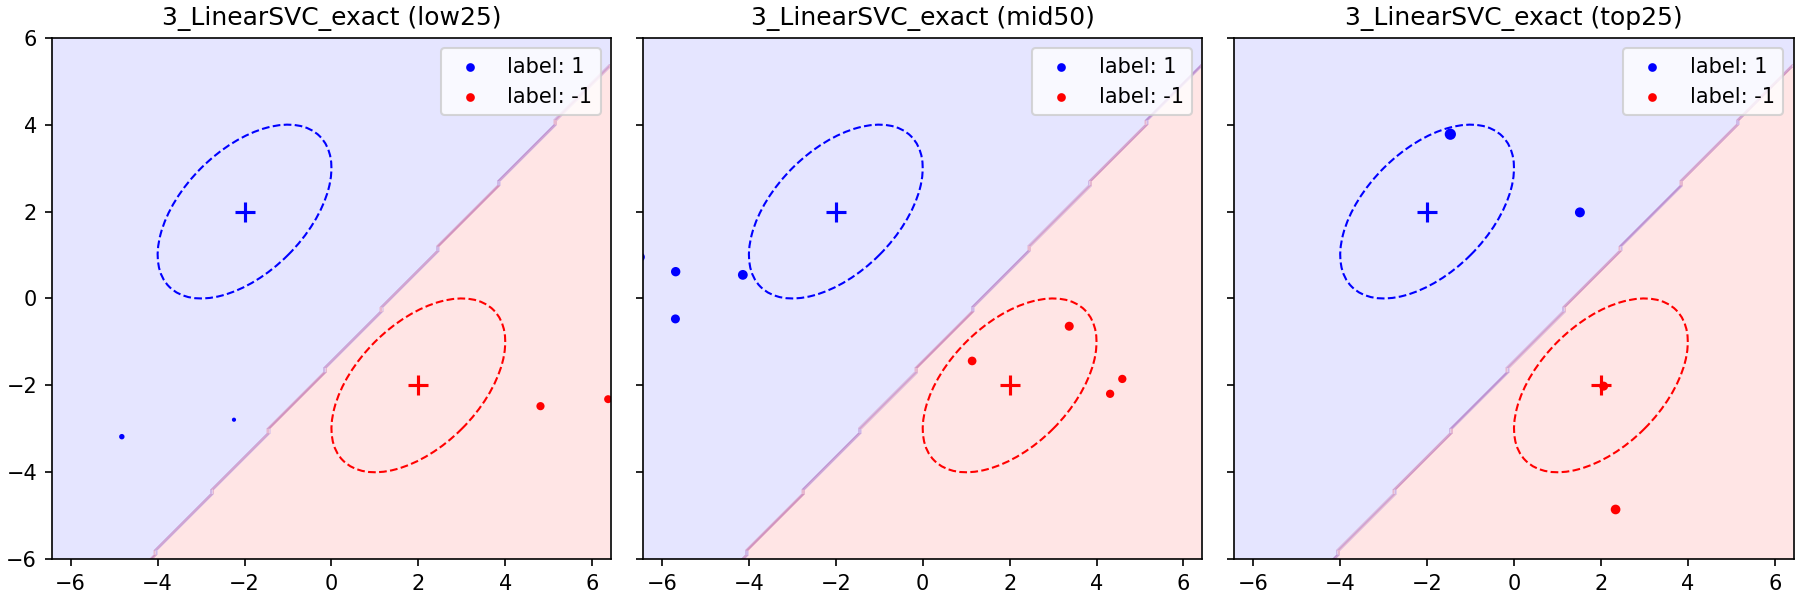 3_LinearSVC_exact (low25)
3_LinearSVC_exact (mid50)
3_LinearSVC_exact (top25)
label: 1
label: -1
label: 1
label: -1
label: 1
label: -1
6
4
2
0
−2
−4
−6
−6 −4 −2 0 2 4 6
−6 −4 −2 0 2 4 6
−6 −4 −2 0 2 4 6